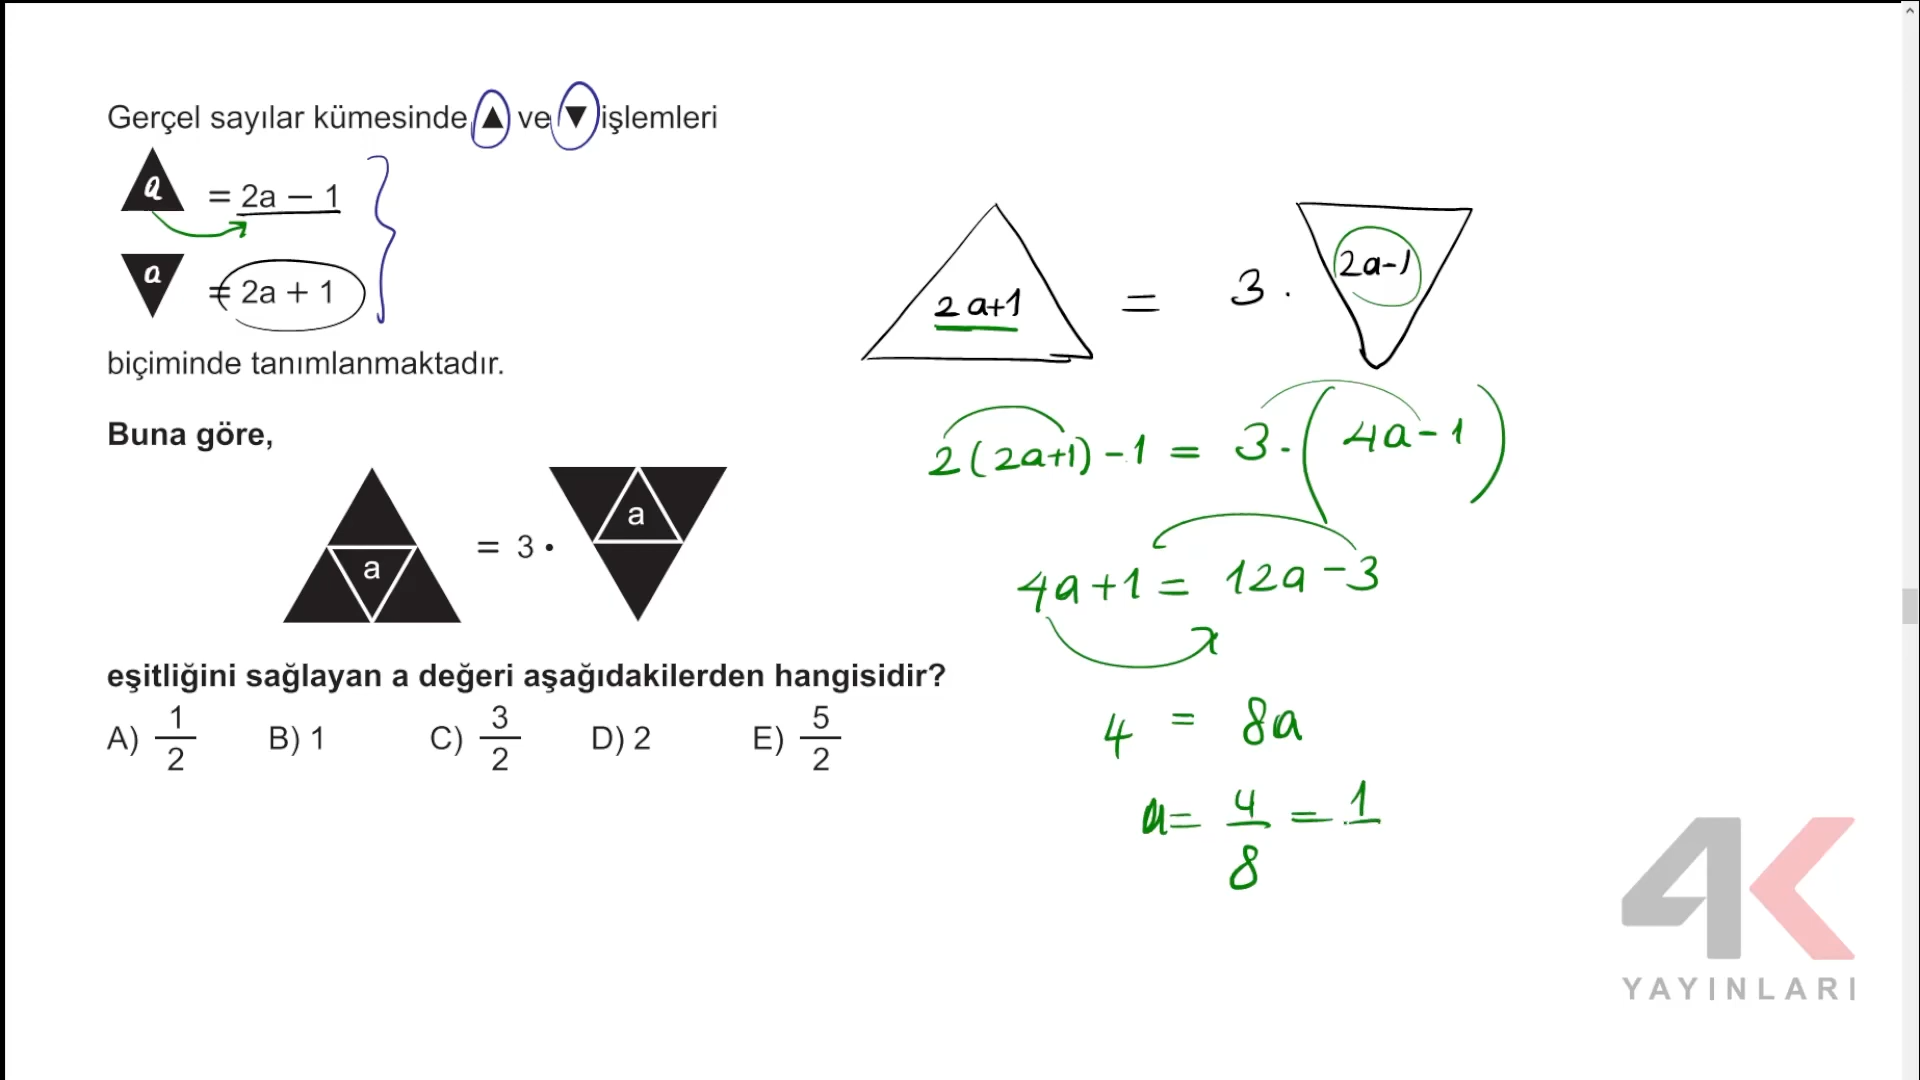 Gerçel sayılar kümesinde ▲ ve ▼ işlemleri
a = 2a − 1
a = 2a + 1
biçiminde tanımlanmaktadır.
Buna göre,
a = 3 • a
eşitliğini sağlayan a değeri aşağıdakilerden hangisidir?
A) 1/2 B) 1 C) 3/2 D) 2 E) 5/2
2a+1 = 3 . 2a-1
2(2a+1)-1 = 3.(4a-1)
4a+1 = 12a-3
4 = 8a
a = 4/8 = 1
4K
YAYINLARI